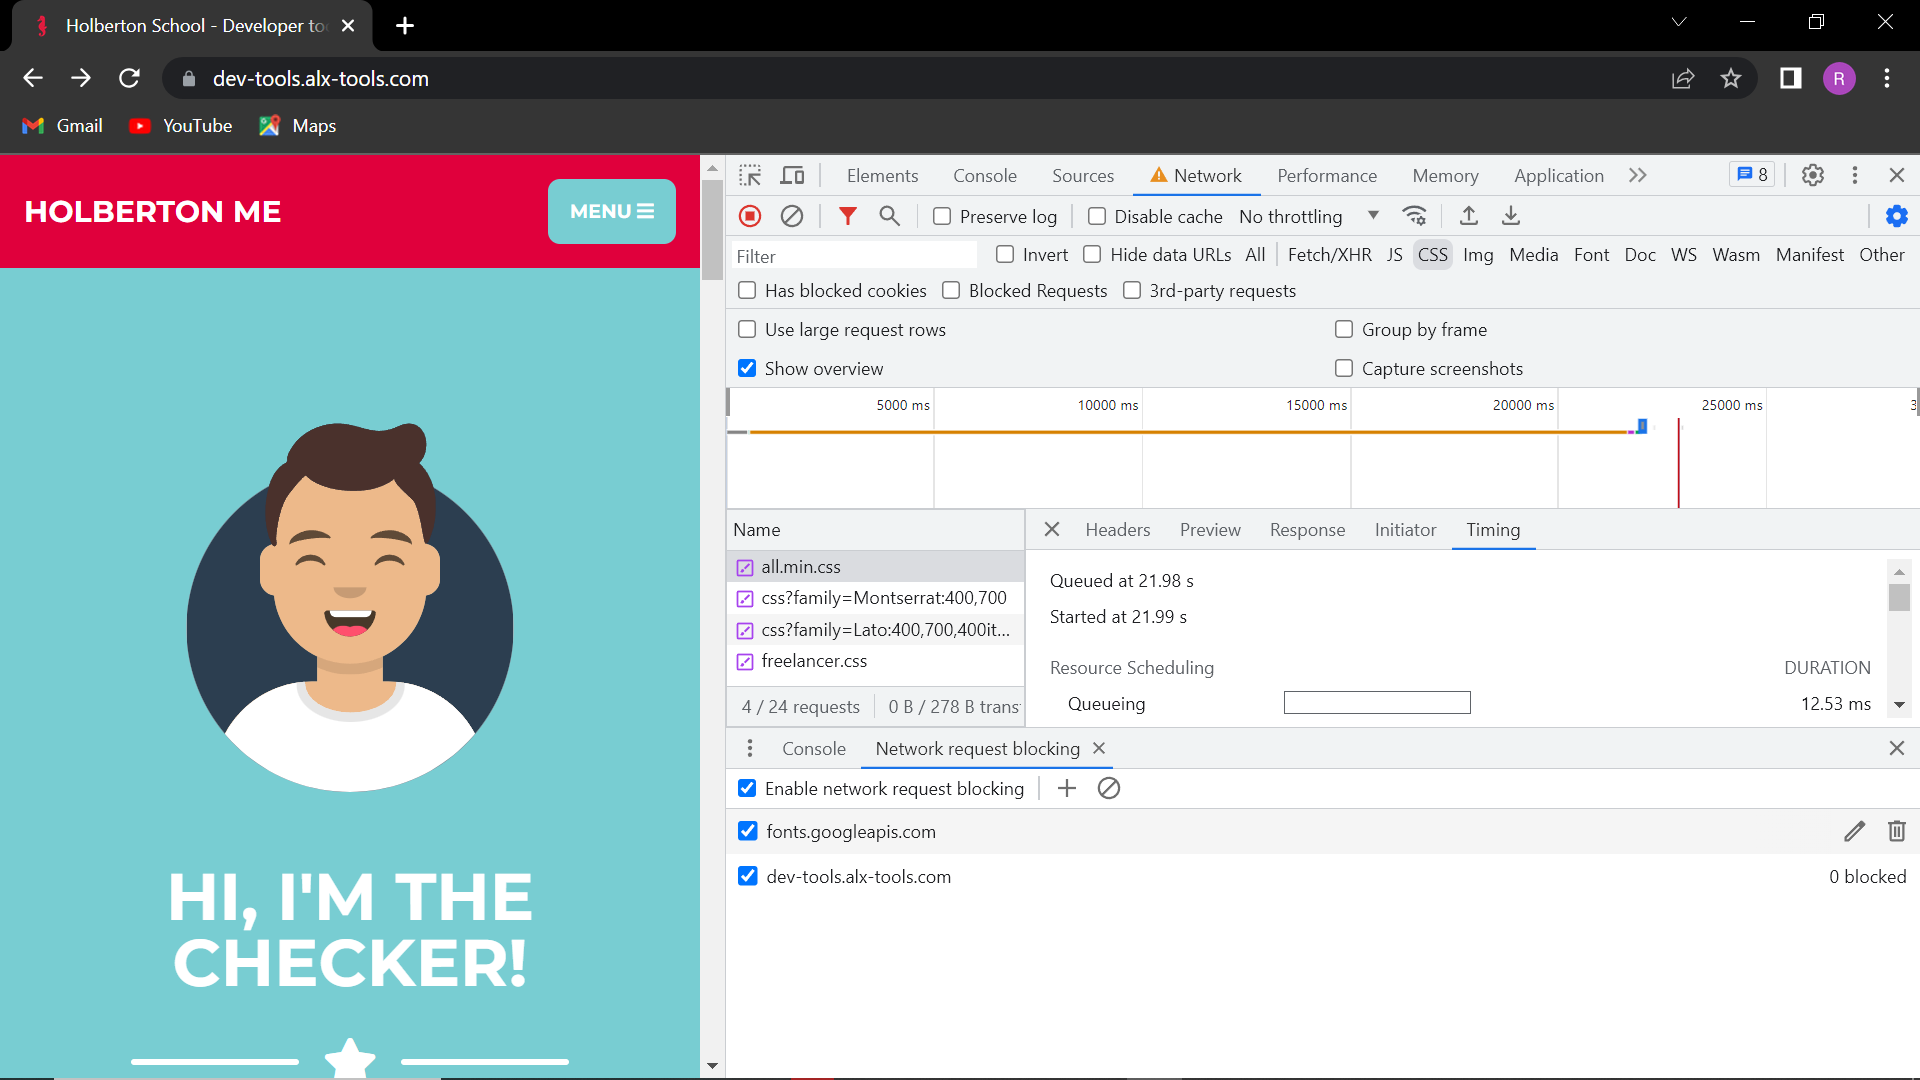 Holberton School - Developer to
dev-tools.alx-tools.com
R
Gmail YouTube Maps
HOLBERTON ME
MENU
HI, I'M THE
CHECKER!
Elements Console Sources Network Performance Memory Application 8
Preserve log Disable cache No throttling
Filter Invert Hide data URLs All Fetch/XHR JS CSS Img Media Font Doc WS Wasm Manifest Other
Has blocked cookies Blocked Requests 3rd-party requests
Use large request rows Group by frame
Show overview Capture screenshots
5000 ms 10000 ms 15000 ms 20000 ms 25000 ms 3
Name Headers Preview Response Initiator Timing
all.min.css
css?family=Montserrat:400,700
css?family=Lato:400,700,400it...
freelancer.css
4 / 24 requests 0 B / 278 B trans
Queued at 21.98 s
Started at 21.99 s
Resource Scheduling DURATION
Queueing 12.53 ms
Console Network request blocking
Enable network request blocking
fonts.googleapis.com
dev-tools.alx-tools.com 0 blocked